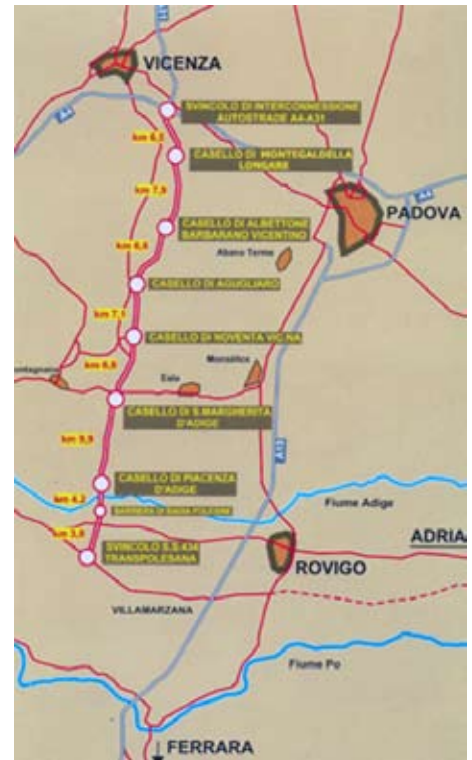 VICENZA
SVINCOLO DI INTERCONNESSIONE
AUTOSTRADE A4-A31
A4
km 6,5
CASELLO DI MONTEGALDELLA
LONGARE
km 7,9
A4
PADOVA
CASELLO DI ALBETTONE
BARBARANO VICENTINO
km 6,8
Abano Terme
CASELLO DI AGUGLIARO
km 7,1
CASELLO DI NOVENTA VIC.NA
Monselice
ontagnana
Este
CASELLO DI S.MARGHERITA
D'ADIGE
km 9,9
A13
CASELLO DI PIACENZA
D'ADIGE
km 4,2
Fiume Adige
BARRIERA DI BADIA POLESINE
km 3,8
ADRIA
SVINCOLO S.S.434
TRANSPOLESANA
ROVIGO
VILLAMARZANA
Fiume Po
FERRARA